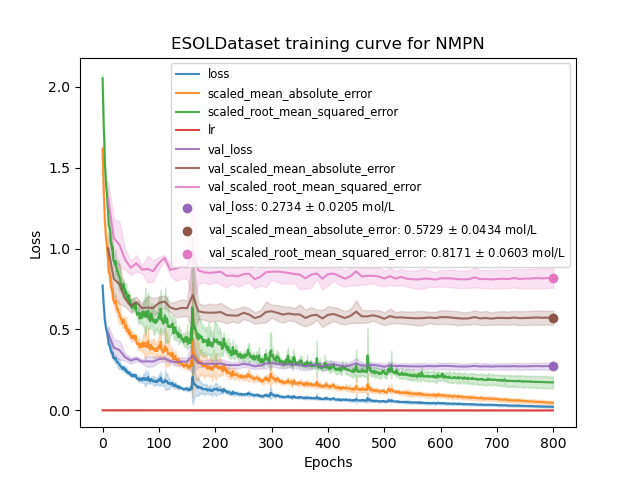 ESOLDataset training curve for NMPN
loss
scaled_mean_absolute_error
scaled_root_mean_squared_error
lr
val_loss
val_scaled_mean_absolute_error
val_scaled_root_mean_squared_error
val_loss: 0.2734 ± 0.0205 mol/L
val_scaled_mean_absolute_error: 0.5729 ± 0.0434 mol/L
val_scaled_root_mean_squared_error: 0.8171 ± 0.0603 mol/L
2.0
1.5
1.0
0.5
0.0
Loss
0 100 200 300 400 500 600 700 800
Epochs